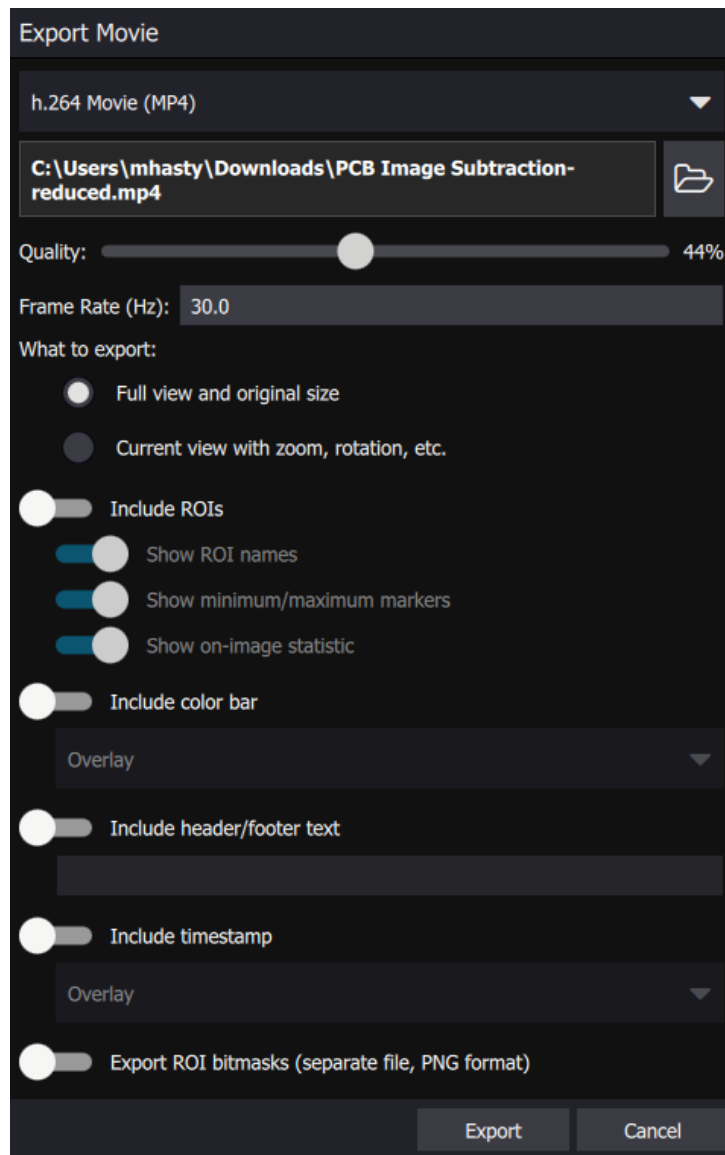 Export Movie
h.264 Movie (MP4)
C:\Users\mhasty\Downloads\PCB Image Subtraction-
reduced.mp4
Quality: 44%
Frame Rate (Hz): 30.0
What to export:
Full view and original size
Current view with zoom, rotation, etc.
Include ROIs
Show ROI names
Show minimum/maximum markers
Show on-image statistic
Include color bar
Overlay
Include header/footer text
Include timestamp
Overlay
Export ROI bitmasks (separate file, PNG format)
Export Cancel